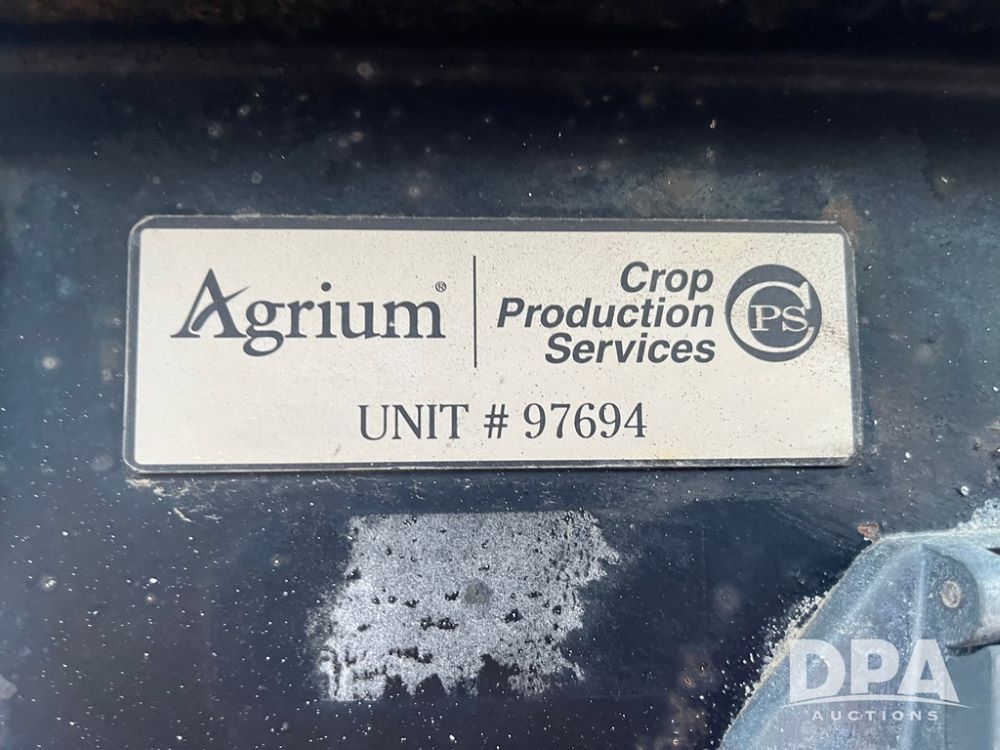 Agrium®
Crop
Production
Services
CPS
UNIT # 97694
DPA
AUCTIONS